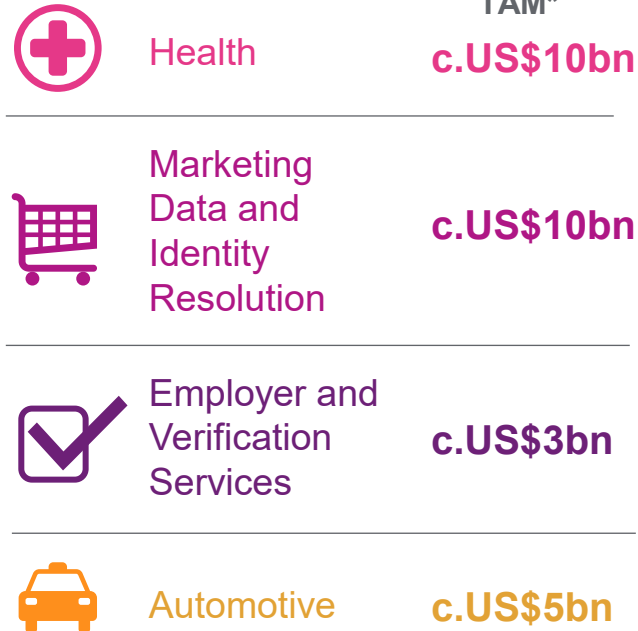 TAM*
Health
c.US$10bn
Marketing
Data and
Identity
Resolution
c.US$10bn
Employer and
Verification
Services
c.US$3bn
Automotive
c.US$5bn